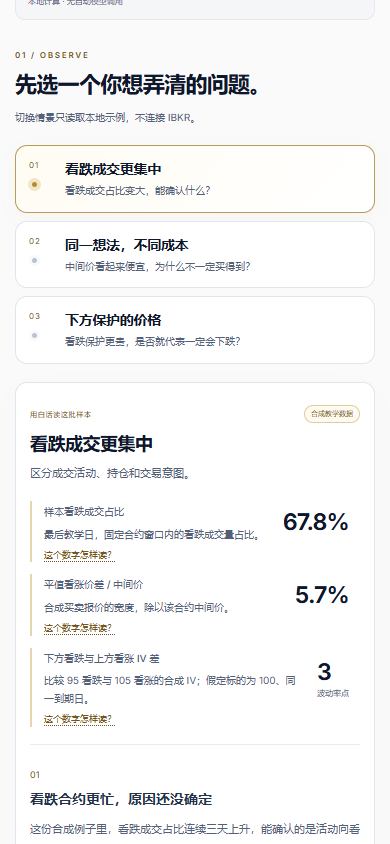 本地计算 · 无自动模型调用
01 / OBSERVE
先选一个你想弄清的问题。
切换情景只读取本地示例，不连接 IBKR。
01
看跌成交更集中
看跌成交占比变大，能确认什么？
02
同一想法，不同成本
中间价看起来便宜，为什么不一定买得到？
03
下方保护的价格
看跌保护更贵，是否就代表一定会下跌？
用白话读这批样本
合成教学数据
看跌成交更集中
区分成交活动、持仓和交易意图。
样本看跌成交占比
67.8%
最后教学日，固定合约窗口内的看跌成交量占比。
这个数字怎样读？
平值看涨价差 / 中间价
5.7%
合成买卖报价的宽度，除以该合约中间价。
这个数字怎样读？
下方看跌与上方看涨 IV 差
3
波动率点
比较 95 看跌与 105 看涨的合成 IV；假定标的为 100、同
一到期日。
这个数字怎样读？
01
看跌合约更忙，原因还没确定
这份合成例子里，看跌成交占比连续三天上升，能确认的是活动向看